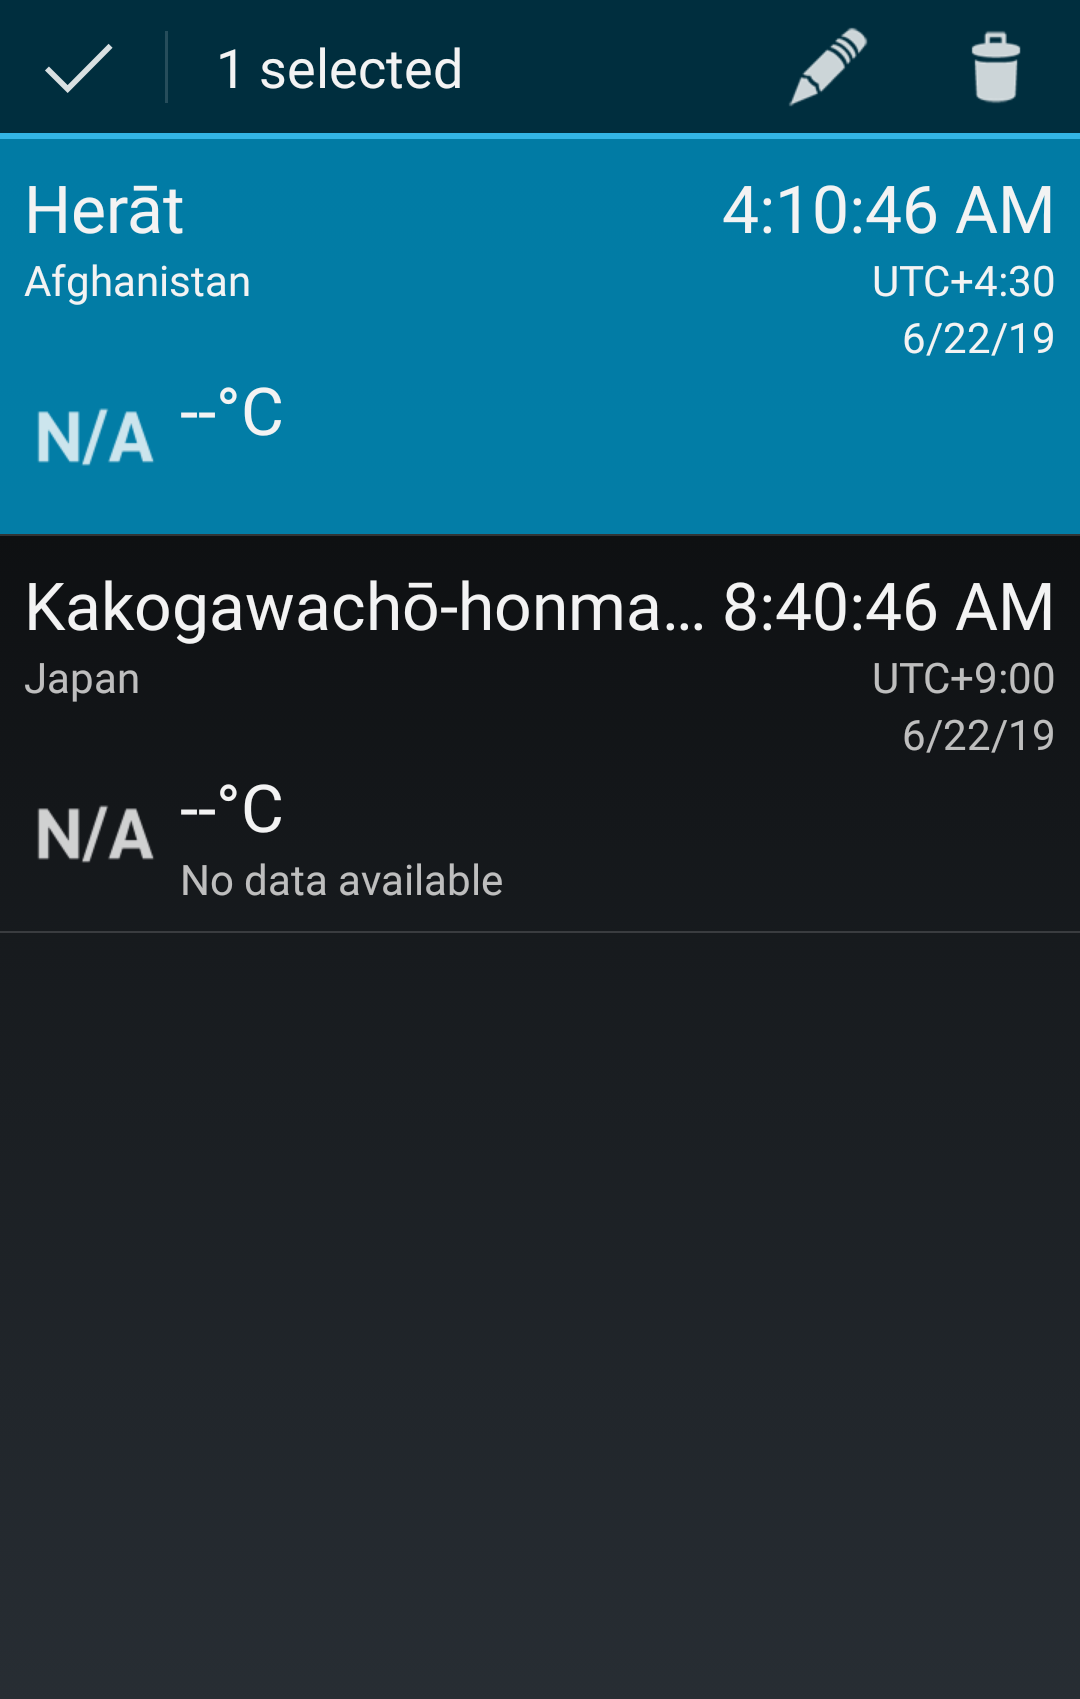 1 selected
Herāt 4:10:46 AM
Afghanistan UTC+4:30
6/22/19
N/A --°C
Kakogawachō-honma... 8:40:46 AM
Japan UTC+9:00
6/22/19
N/A --°C
No data available